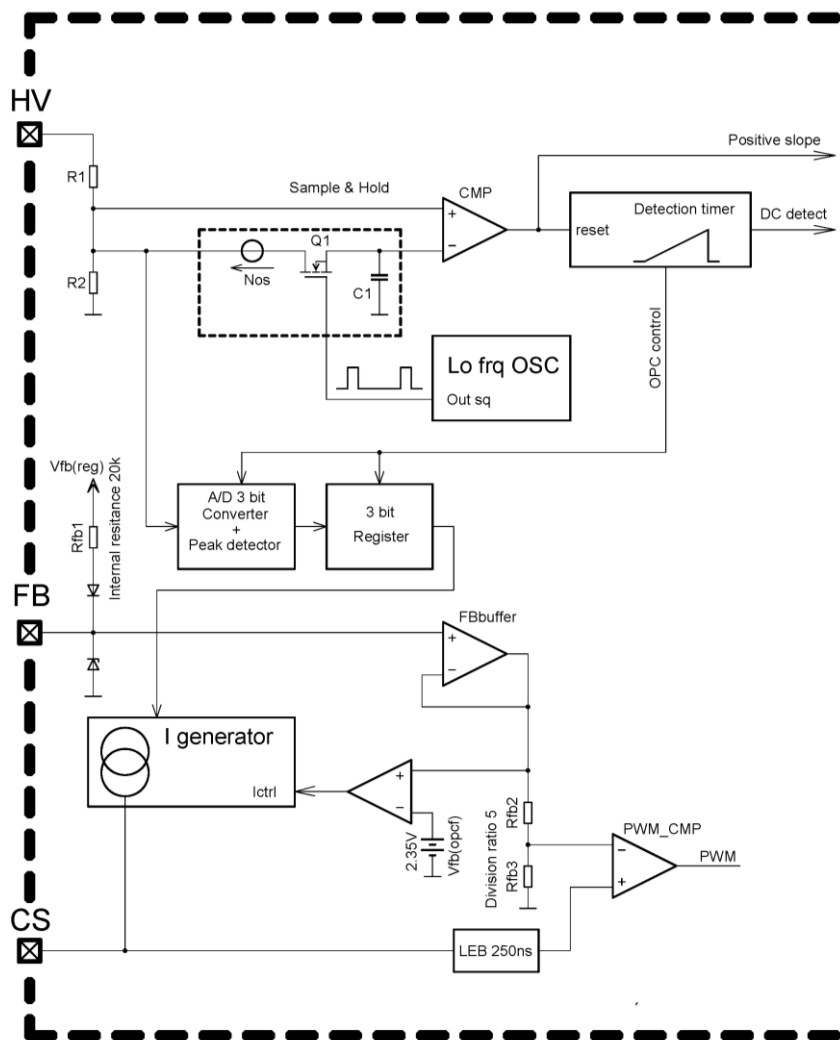 HV
Positive slope
R1
Sample & Hold
CMP
+
−
Detection timer
reset
DC detect
Q1
Nos
C1
R2
OPC control
Lo frq OSC
Out sq
Vfb(reg)
Rfb1
Internal resitance 20k
A/D 3 bit
Converter
+
Peak detector
3 bit
Register
FB
FBbuffer
+
−
I generator
Ictrl
+
−
2.35V
Vfb(opcf)
Division ratio 5
Rfb2
Rfb3
PWM_CMP
−
+
PWM
CS
LEB 250ns